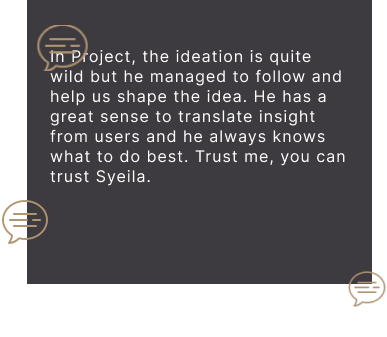 in Project, the ideation is quite
wild but he managed to follow and
help us shape the idea. He has a
great sense to translate insight
from users and he always knows
what to do best. Trust me, you can
trust Syeila.